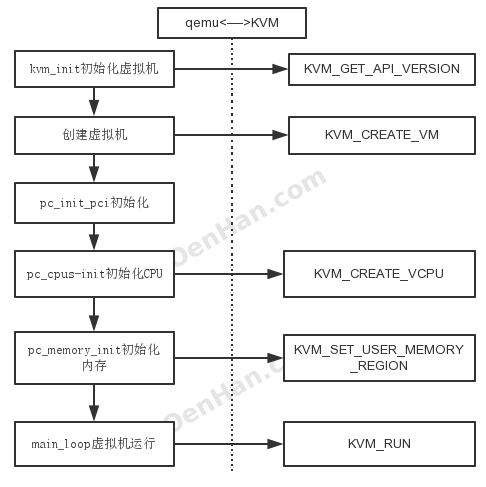 qemu<--->KVM
kvm_init初始化虚拟机
KVM_GET_API_VERSION
创建虚拟机
KVM_CREATE_VM
pc_init_pci初始化
pc_cpus-init初始化CPU
KVM_CREATE_VCPU
pc_memory_init初始化
内存
KVM_SET_USER_MEMORY
_REGION
main_loop虚拟机运行
KVM_RUN
OenHan.com
OenHan.com